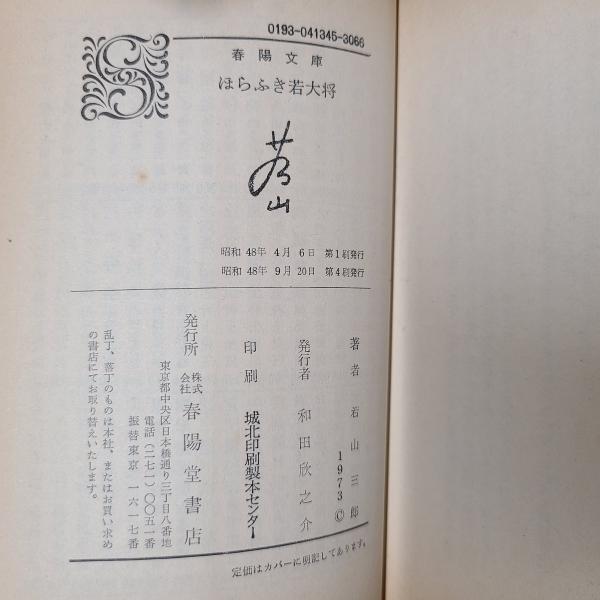 0193-041345-3066
春陽文庫
ほらふき若大将
昭和48年 4月 6日 第1刷発行
昭和48年 9月 20日 第4刷発行
著者 若山三郎
1973 ©
発行者 和田欣之介
印刷 城北印刷製本センター
発行所 株式会社 春陽堂書店
東京都中央区日本橋通り三丁目八番地
電話(二七一)〇〇五一番
振替東京 一六一七番
乱丁、落丁のものは本社、またはお買い求め
の書店にてお取り替えいたします。
定価はカバーに明記してあります。